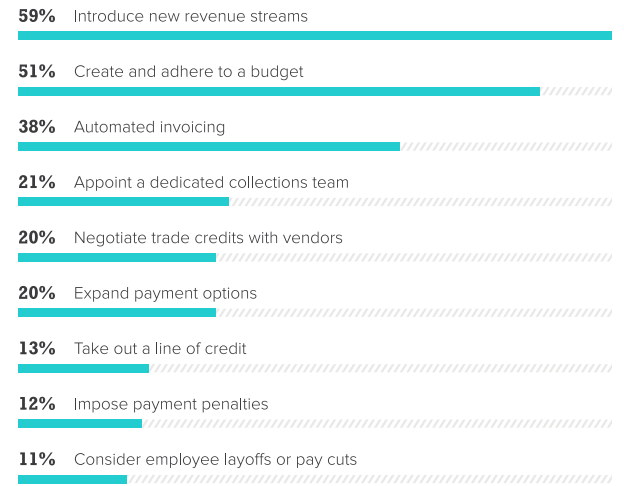 59% Introduce new revenue streams
51% Create and adhere to a budget
38% Automated invoicing
21% Appoint a dedicated collections team
20% Negotiate trade credits with vendors
20% Expand payment options
13% Take out a line of credit
12% Impose payment penalties
11% Consider employee layoffs or pay cuts